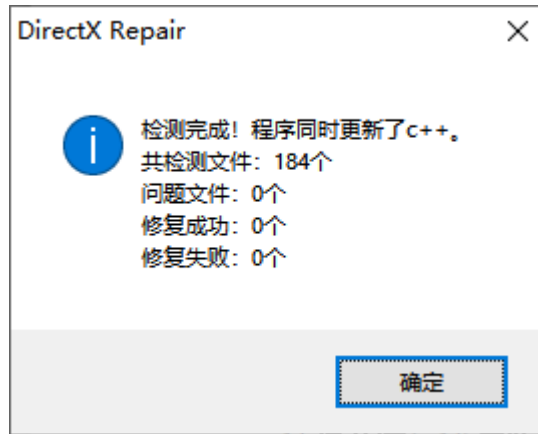 DirectX Repair
检测完成！程序同时更新了c++。
共检测文件：184个
问题文件：0个
修复成功：0个
修复失败：0个
确定